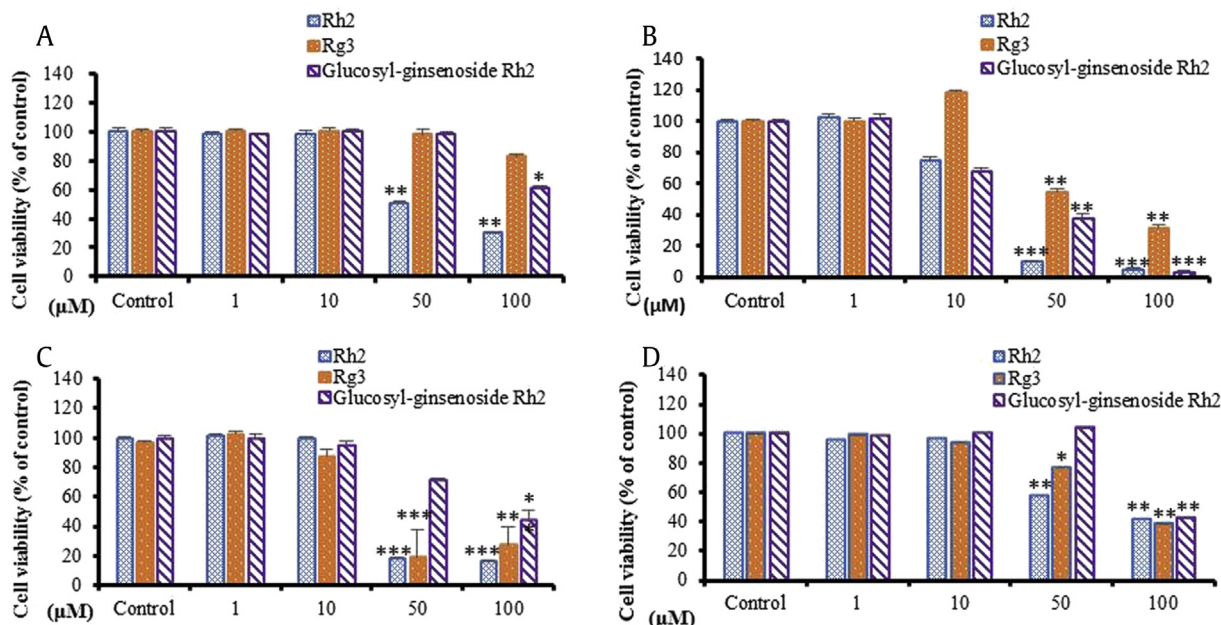 A
Rh2
Rg3
Glucosyl-ginsenoside Rh2
Cell viability (% of control)
140
120
100
80
60
40
20
0
**
**
*
(μM)
Control 1 10 50 100
B
Rh2
Rg3
Glucosyl-ginsenoside Rh2
Cell viability (% of control)
140
120
100
80
60
40
20
0
***
**
**
***
**
***
(μM)
Control 1 10 50 100
C
Rh2
Rg3
Glucosyl-ginsenoside Rh2
Cell viability (% of control)
140
120
100
80
60
40
20
0
***
***
***
**
*
(μM)
Control 1 10 50 100
D
Rh2
Rg3
Glucosyl-ginsenoside Rh2
Cell viability (% of control)
140
120
100
80
60
40
20
0
**
*
**
**
**
(μM)
Control 1 10 50 100